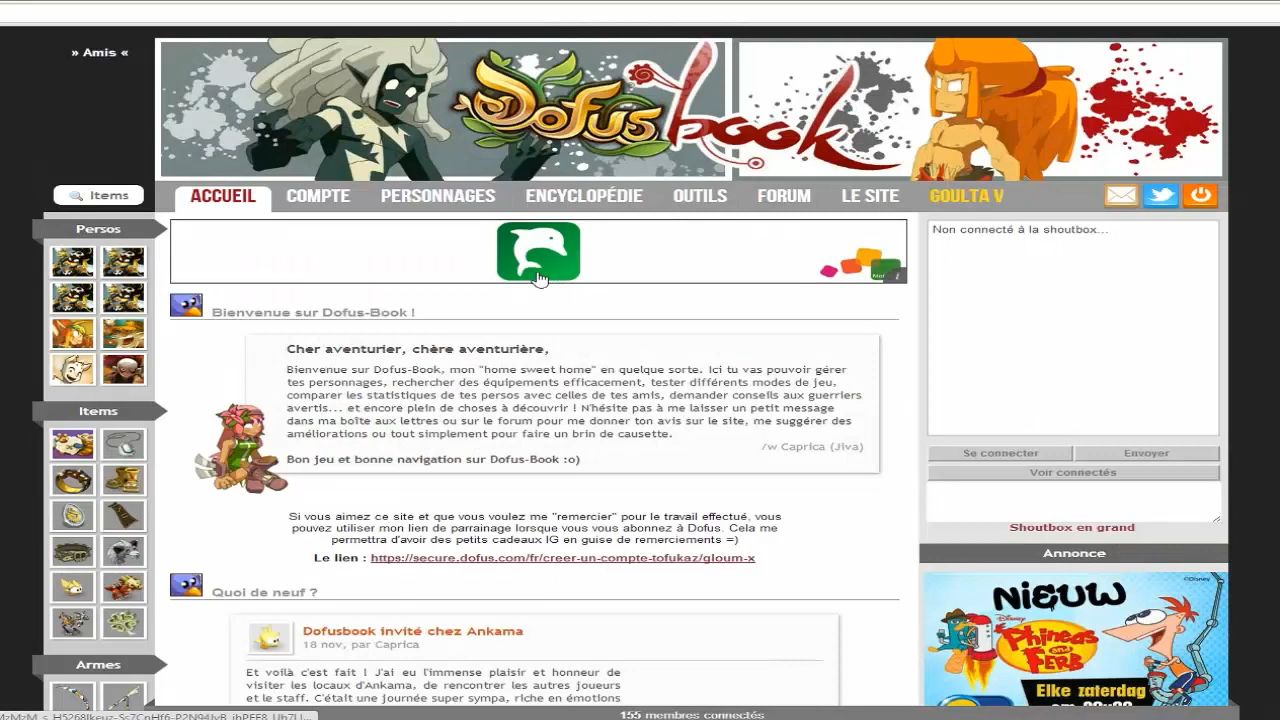 » Amis «
Dofus book
Items
ACCUEIL COMPTE PERSONNAGES ENCYCLOPÉDIE OUTILS FORUM LE SITE GOULTA V
Persos
Non connecté à la shoutbox...
Bienvenue sur Dofus-Book !
Cher aventurier, chère aventurière,
Bienvenue sur Dofus-Book, mon "home sweet home" en quelque sorte. Ici tu vas pouvoir gérer
tes personnages, rechercher des équipements efficacement, tester différents modes de jeu,
comparer les statistiques de tes persos avec celles de tes amis, demander conseils aux guerriers
avertis... et encore plein de choses à découvrir ! N'hésite pas à me laisser un petit message
dans ma boîte aux lettres ou sur le forum pour me donner ton avis sur le site, me suggérer des
améliorations ou tout simplement pour faire un brin de causette.
/w Caprica (Jiva)
Bon jeu et bonne navigation sur Dofus-Book :o)
Items
Se connecter Envoyer
Voir connectés
Shoutbox en grand
Si vous aimez ce site et que vous voulez me "remercier" pour le travail effectué, vous
pouvez utiliser mon lien de parrainage lorsque vous vous abonnez à Dofus. Cela me
permettra d'avoir des petits cadeaux IG en guise de remerciements =)
Le lien : https://secure.dofus.com/fr/creer-un-compte-tofukaz/gloum-x
Annonce
©Disney
NIEUW
Disney
Phineas
and
FERB
Elke zaterdag
Quoi de neuf ?
Dofusbook invité chez Ankama
18 nov, par Caprica
Et voilà c'est fait ! J'ai eu l'immense plaisir et honneur de
visiter les locaux d'Ankama, de rencontrer les autres joueurs
et le staff. C'était une journée super sympa, riche en émotions
Armes
155 membres connectés